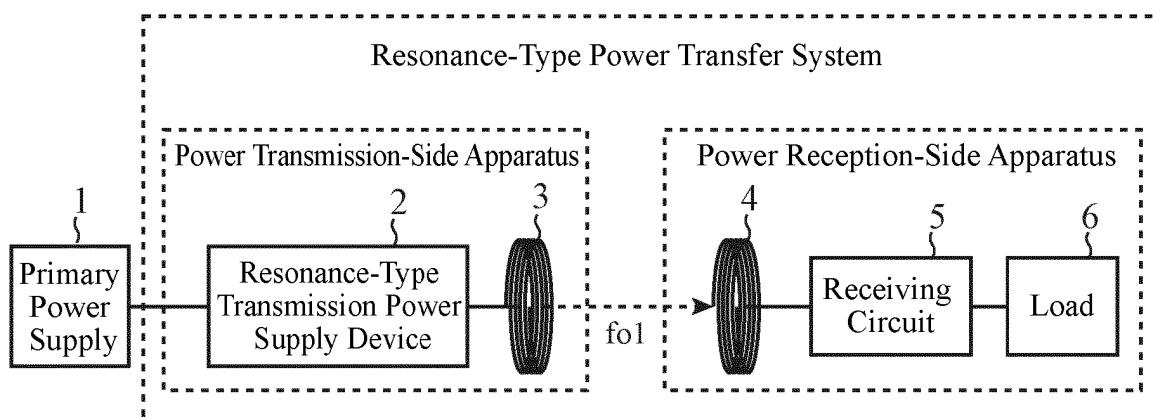 Resonance-Type Power Transfer System
Power Transmission-Side Apparatus
Power Reception-Side Apparatus
1
2
3
4
5
6
Primary
Power
Supply
Resonance-Type
Transmission Power
Supply Device
fo1
Receiving
Circuit
Load